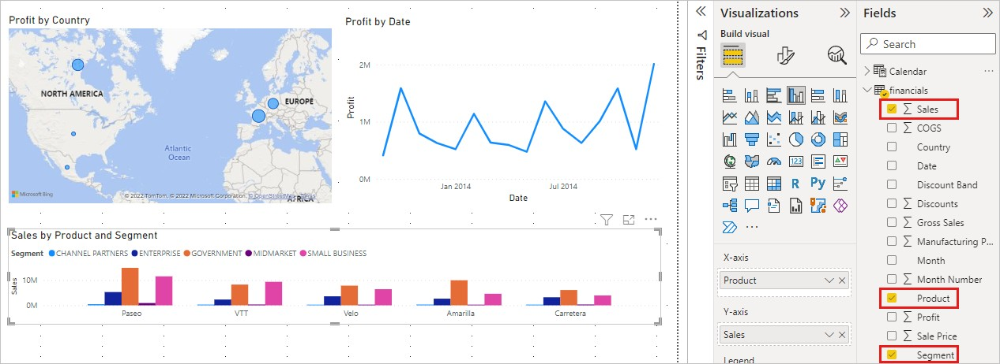 Profit by Country
NORTH AMERICA
EUROPE
Atlantic
Ocean
AFRICA
Microsoft Bing
© 2022 TomTom, © 2022 Microsoft Corporation, © OpenStreetMap Terms
Profit by Date
Profit
2M
1M
0M
Jan 2014
Jul 2014
Date
Sales by Product and Segment
Segment
CHANNEL PARTNERS
ENTERPRISE
GOVERNMENT
MIDMARKET
SMALL BUSINESS
Sales
10M
0M
Paseo
VTT
Velo
Amarilla
Carretera
Filters
Visualizations
Build visual
123
R
Py
X-axis
Product
Y-axis
Sales
Legend
Fields
Search
Calendar
financials
Sales
COGS
Country
Date
Discount Band
Discounts
Gross Sales
Manufacturing P...
Month
Month Number
Product
Profit
Sale Price
Segment